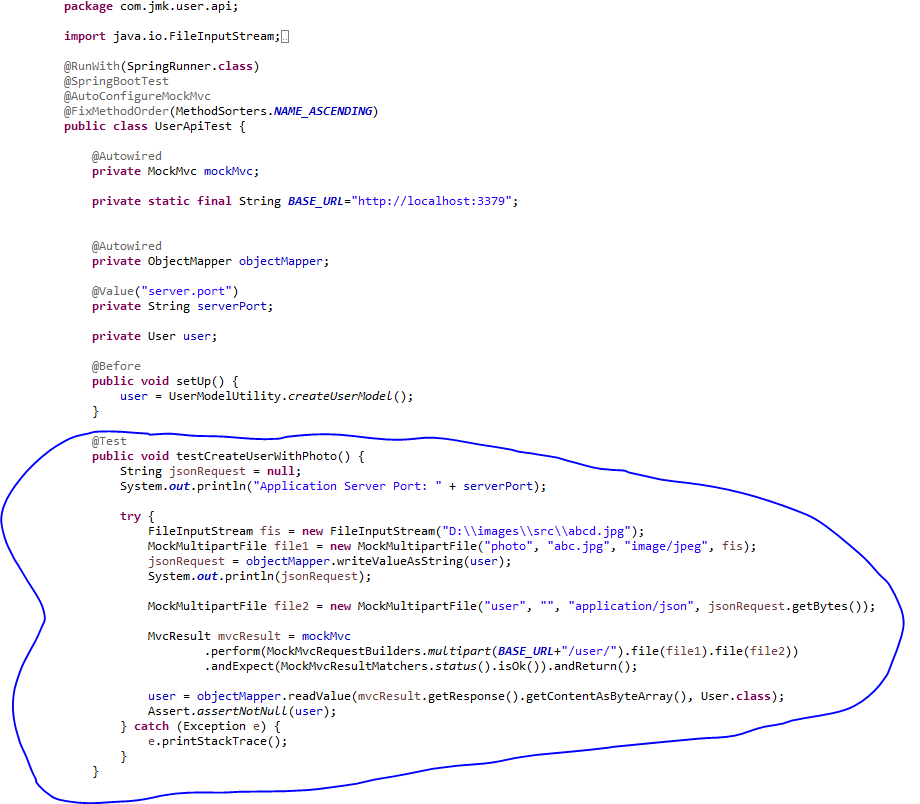 package com.jmk.user.api;
import java.io.FileInputStream;
@RunWith(SpringRunner.class)
@SpringBootTest
@AutoConfigureMockMvc
@FixMethodOrder(MethodSorters.NAME_ASCENDING)
public class UserApiTest {
@Autowired
private MockMvc mockMvc;
private static final String BASE_URL="http://localhost:3379";
@Autowired
private ObjectMapper objectMapper;
@Value("server.port")
private String serverPort;
private User user;
@Before
public void setUp() {
user = UserModelUtility.createUserModel();
}
@Test
public void testCreateUserWithPhoto() {
String jsonRequest = null;
System.out.println("Application Server Port: " + serverPort);
try {
FileInputStream fis = new FileInputStream("D:\\images\\src\\abcd.jpg");
MockMultipartFile file1 = new MockMultipartFile("photo", "abc.jpg", "image/jpeg", fis);
jsonRequest = objectMapper.writeValueAsString(user);
System.out.println(jsonRequest);
MockMultipartFile file2 = new MockMultipartFile("user", "", "application/json", jsonRequest.getBytes());
MvcResult mvcResult = mockMvc
.perform(MockMvcRequestBuilders.multipart(BASE_URL+"/user/").file(file1).file(file2))
.andExpect(MockMvcResultMatchers.status().isOk()).andReturn();
user = objectMapper.readValue(mvcResult.getResponse().getContentAsByteArray(), User.class);
Assert.assertNotNull(user);
} catch (Exception e) {
e.printStackTrace();
}
}